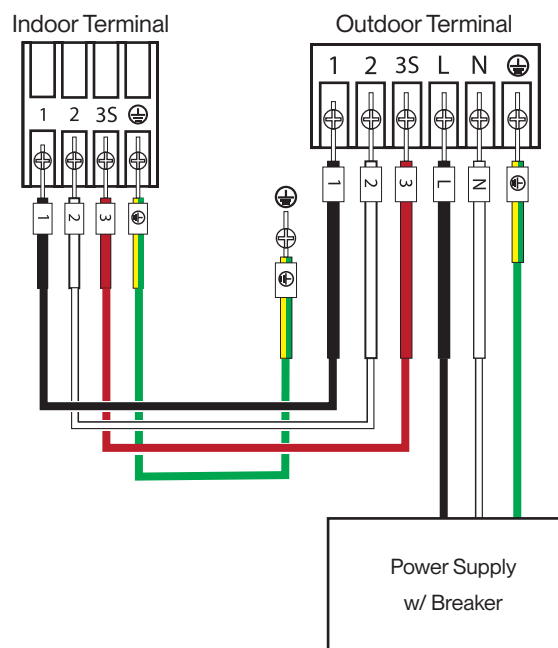 Indoor Terminal
Outdoor Terminal
1 2 3S L N
1 2 3S
1 2 3
1 2 3 L N
Power Supply
w/ Breaker